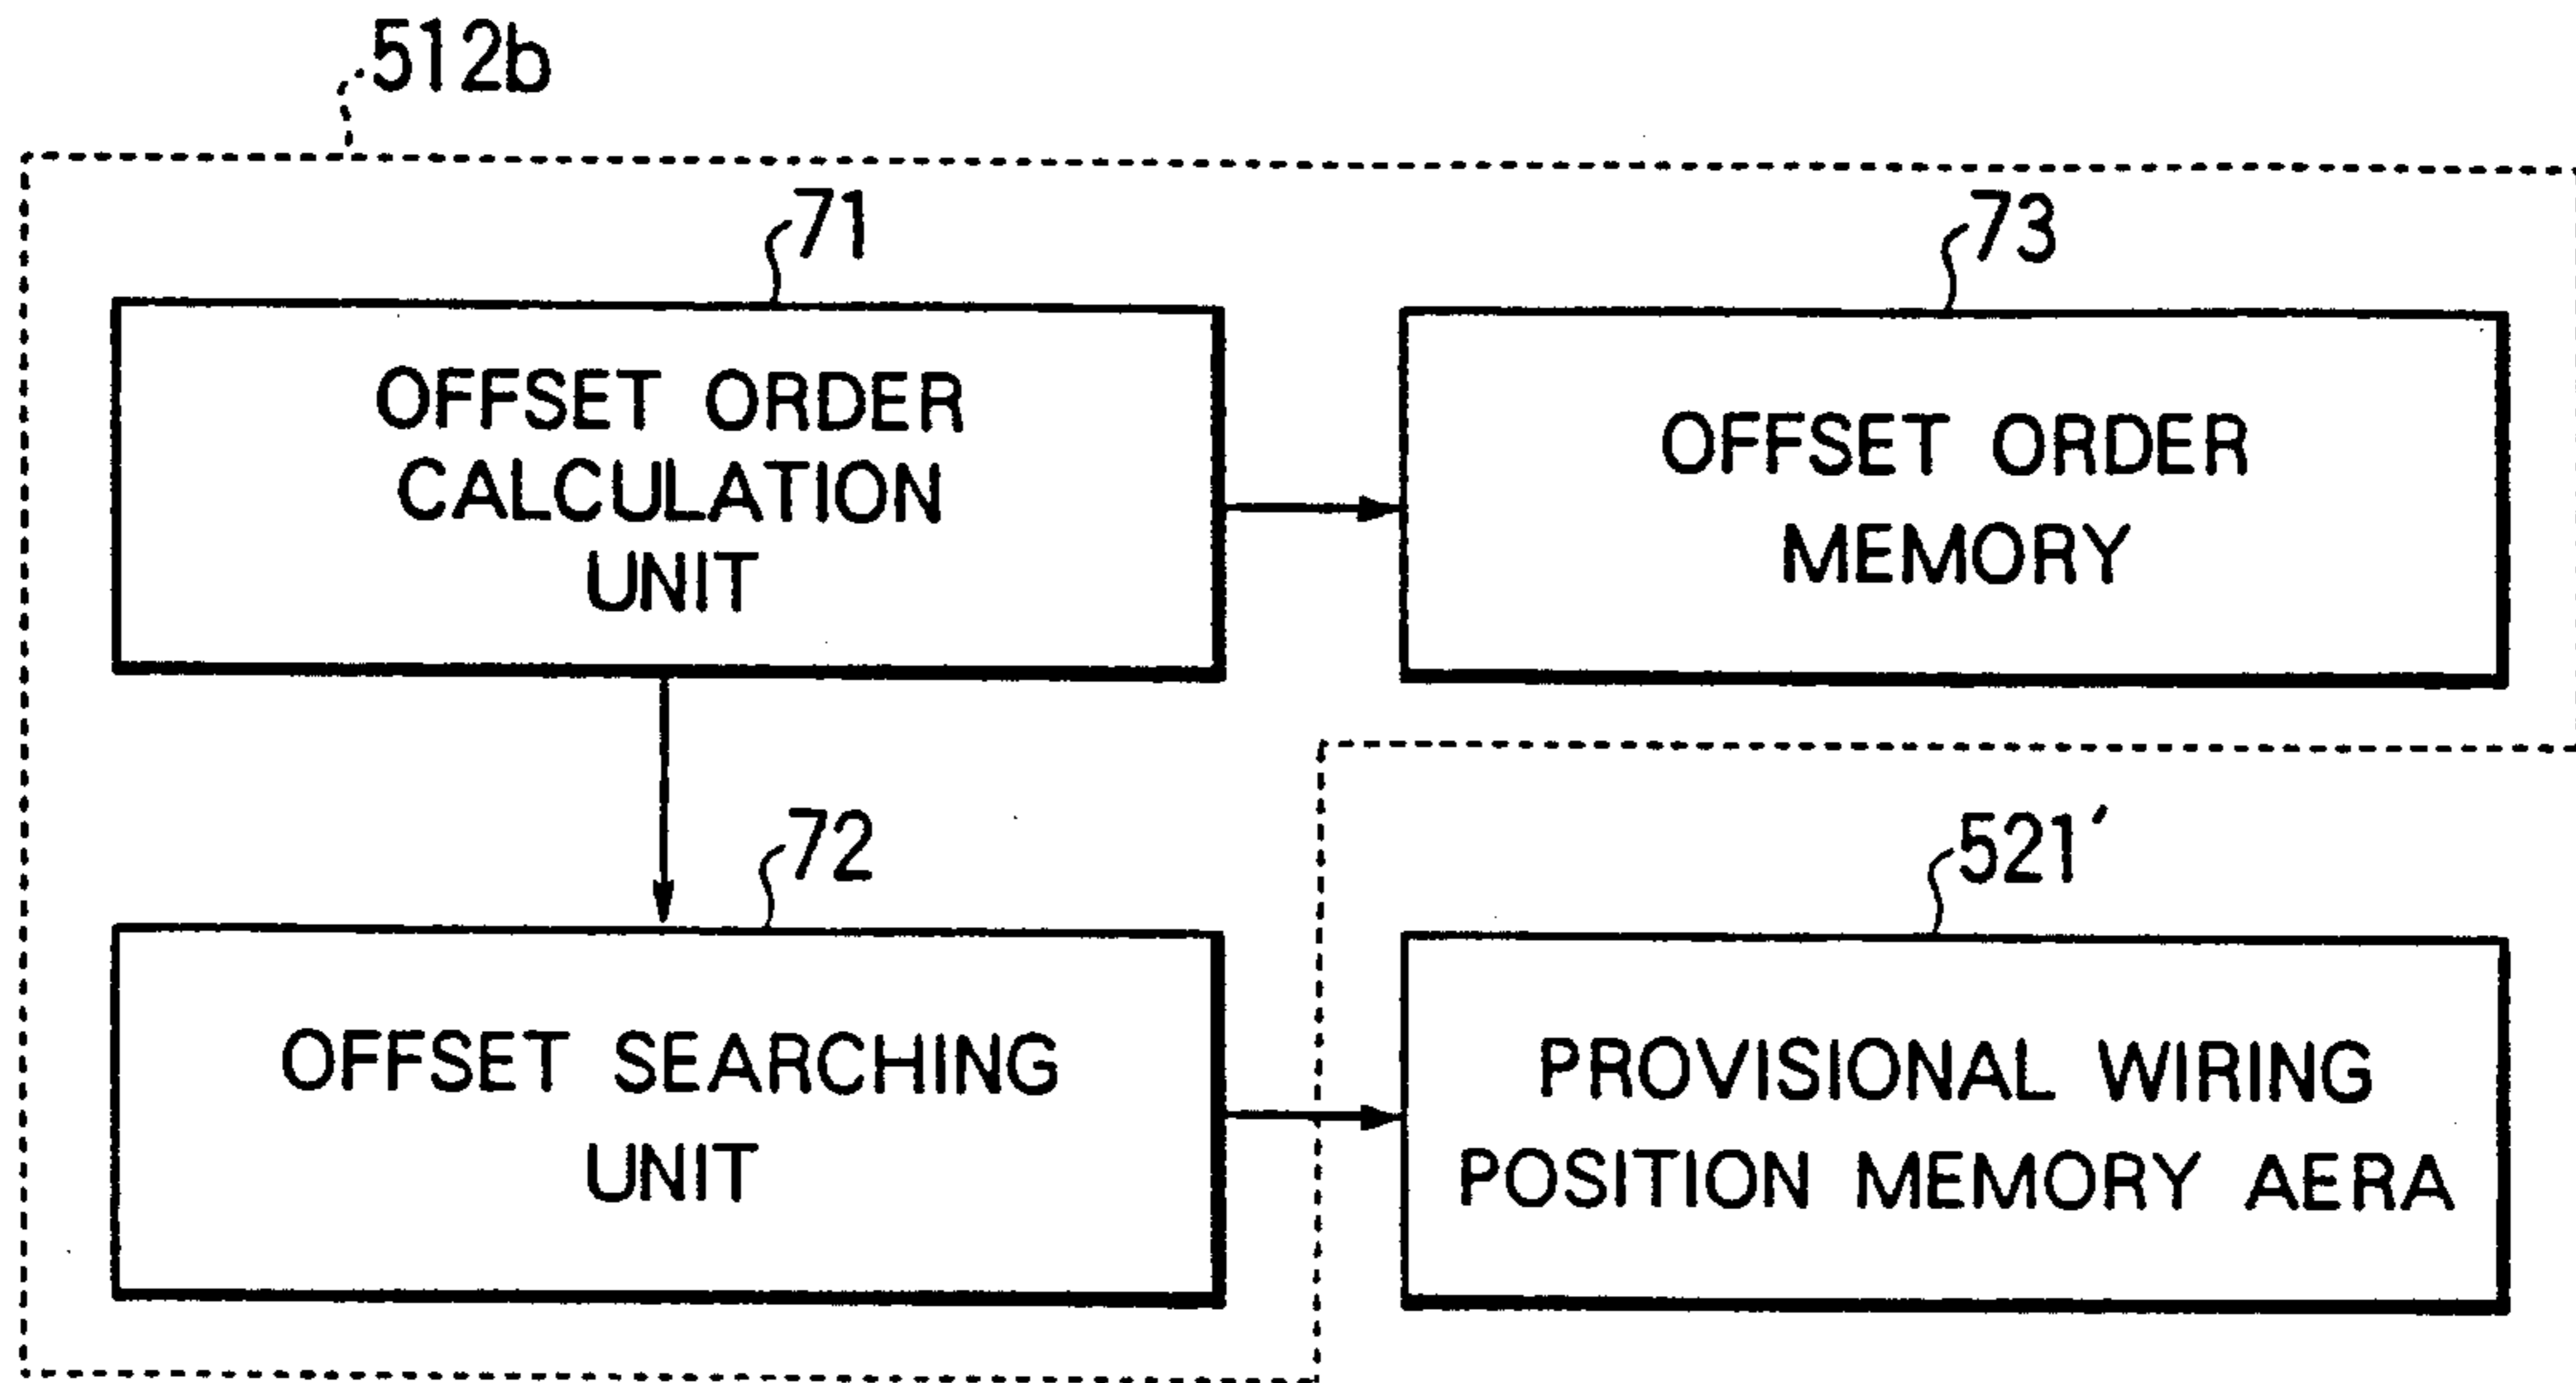 512b
71
OFFSET ORDER
CALCULATION
UNIT
73
OFFSET ORDER
MEMORY
72
OFFSET SEARCHING
UNIT
521′
PROVISIONAL WIRING
POSITION MEMORY AERA